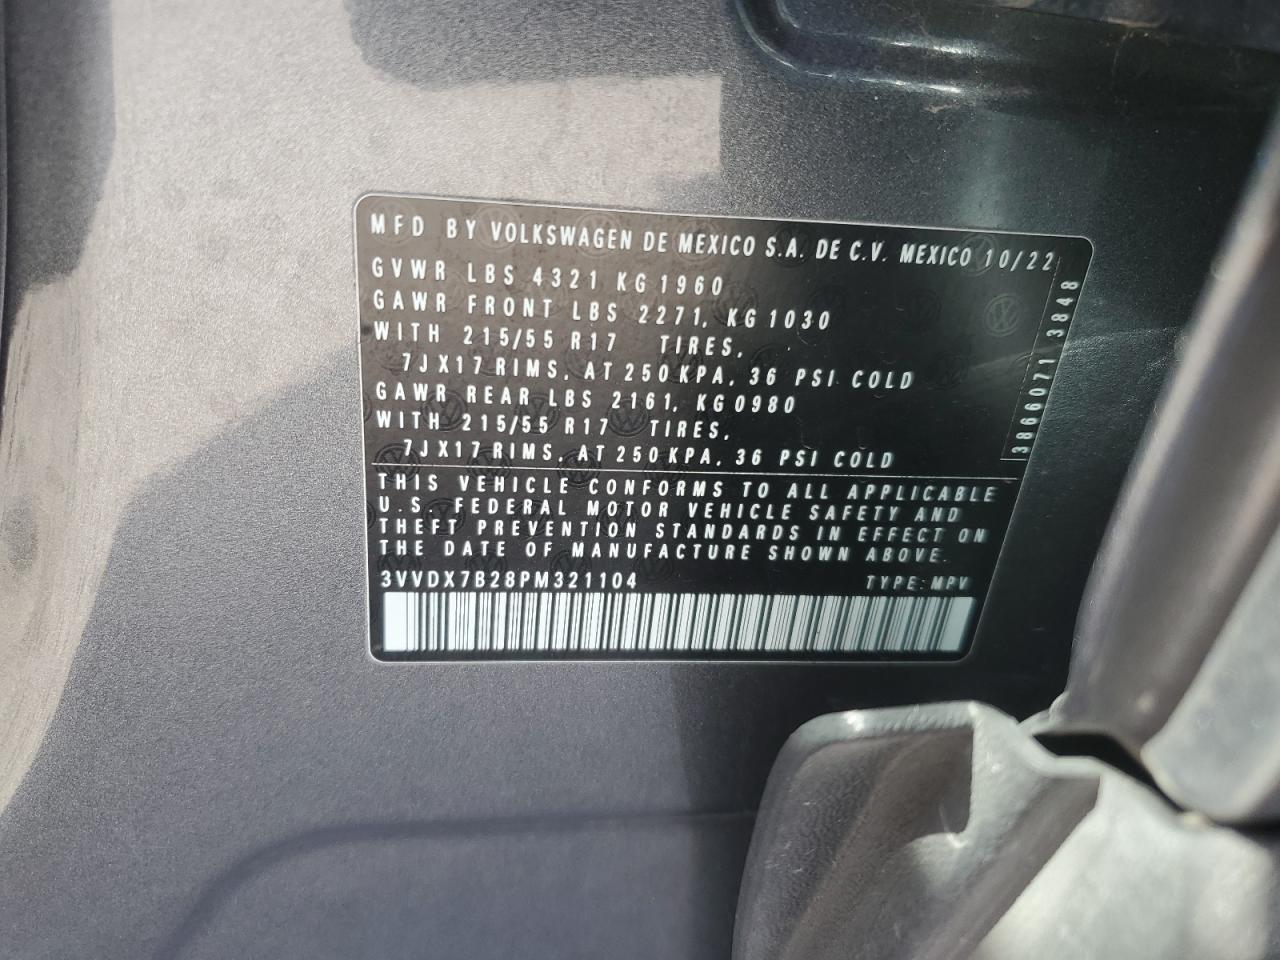 MFD BY VOLKSWAGEN DE MEXICO S.A. DE C.V. MEXICO 10/22
GVWR LBS 4321 KG 1960
GAWR FRONT LBS 2271, KG 1030
WITH 215/55 R17 TIRES,
7JX17 RIMS, AT 250 KPA, 36 PSI COLD
GAWR REAR LBS 2161, KG 0980
WITH 215/55 R17 TIRES,
7JX17 RIMS, AT 250 KPA, 36 PSI COLD
3866071 3848
THIS VEHICLE CONFORMS TO ALL APPLICABLE
U.S. FEDERAL MOTOR VEHICLE SAFETY AND
THEFT PREVENTION STANDARDS IN EFFECT ON
THE DATE OF MANUFACTURE SHOWN ABOVE.
3VVDX7B28PM321104 TYPE: MPV